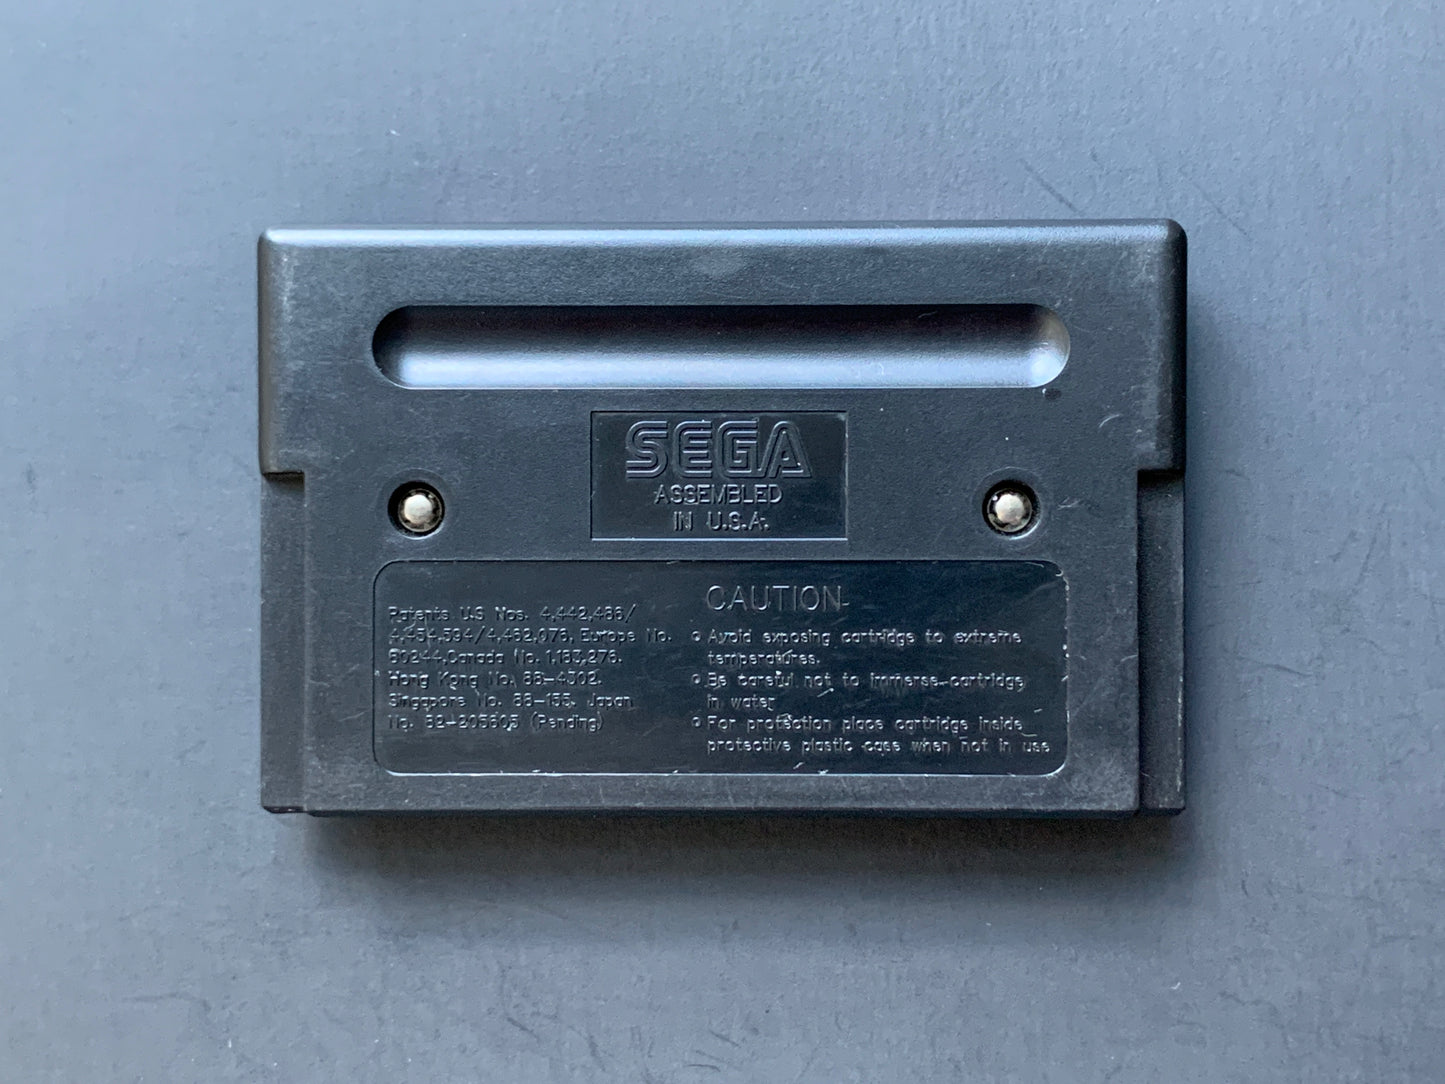 SEGA
ASSEMBLED
IN U.S.A.
Patents U.S Nos. 4,442,486/
4,454,594/4,462,076, Europe No.
80244, Canada No. 1,183,276.
Hong Kong No. 88-4302.
Singapore No. 88-155. Japan
No. 82-205605 (Pending)
CAUTION
Avoid exposing cartridge to extreme
temperatures.
Be careful not to immerse cartridge
in water
For protection place cartridge inside
protective plastic case when not in use